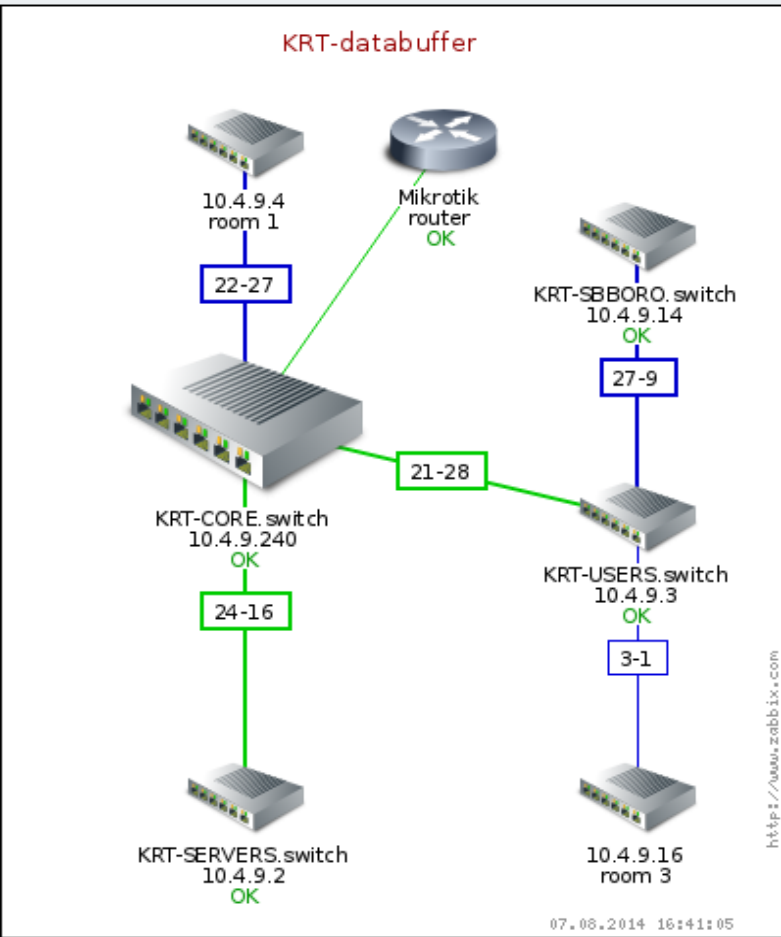 KRT-databuffer
10.4.9.4
room 1
Mikrotik
router
OK
22-27
KRT-SBBORO.switch
10.4.9.14
OK
27-9
21-28
KRT-CORE.switch
10.4.9.240
OK
KRT-USERS.switch
10.4.9.3
OK
24-16
3-1
KRT-SERVERS.switch
10.4.9.2
OK
10.4.9.16
room 3
http://www.zabbix.com
07.08.2014 16:41:05